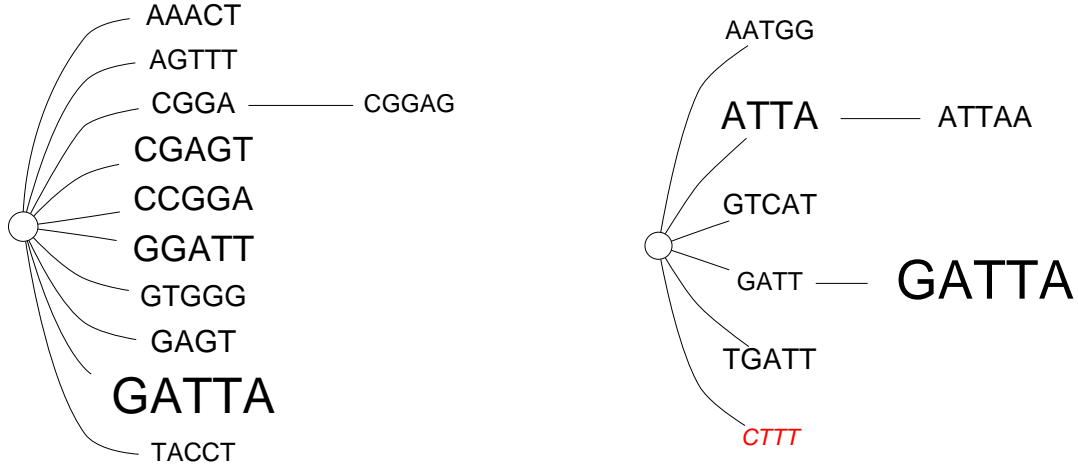 AAACT
AGTTT
CGGA CGGAG
CGAGT
CCGGA
GGATT
GTGGG
GAGT
GATTA
TACCT
AATGG
ATTA ATTAA
GTCAT
GATT GATTA
TGATT
CTTT